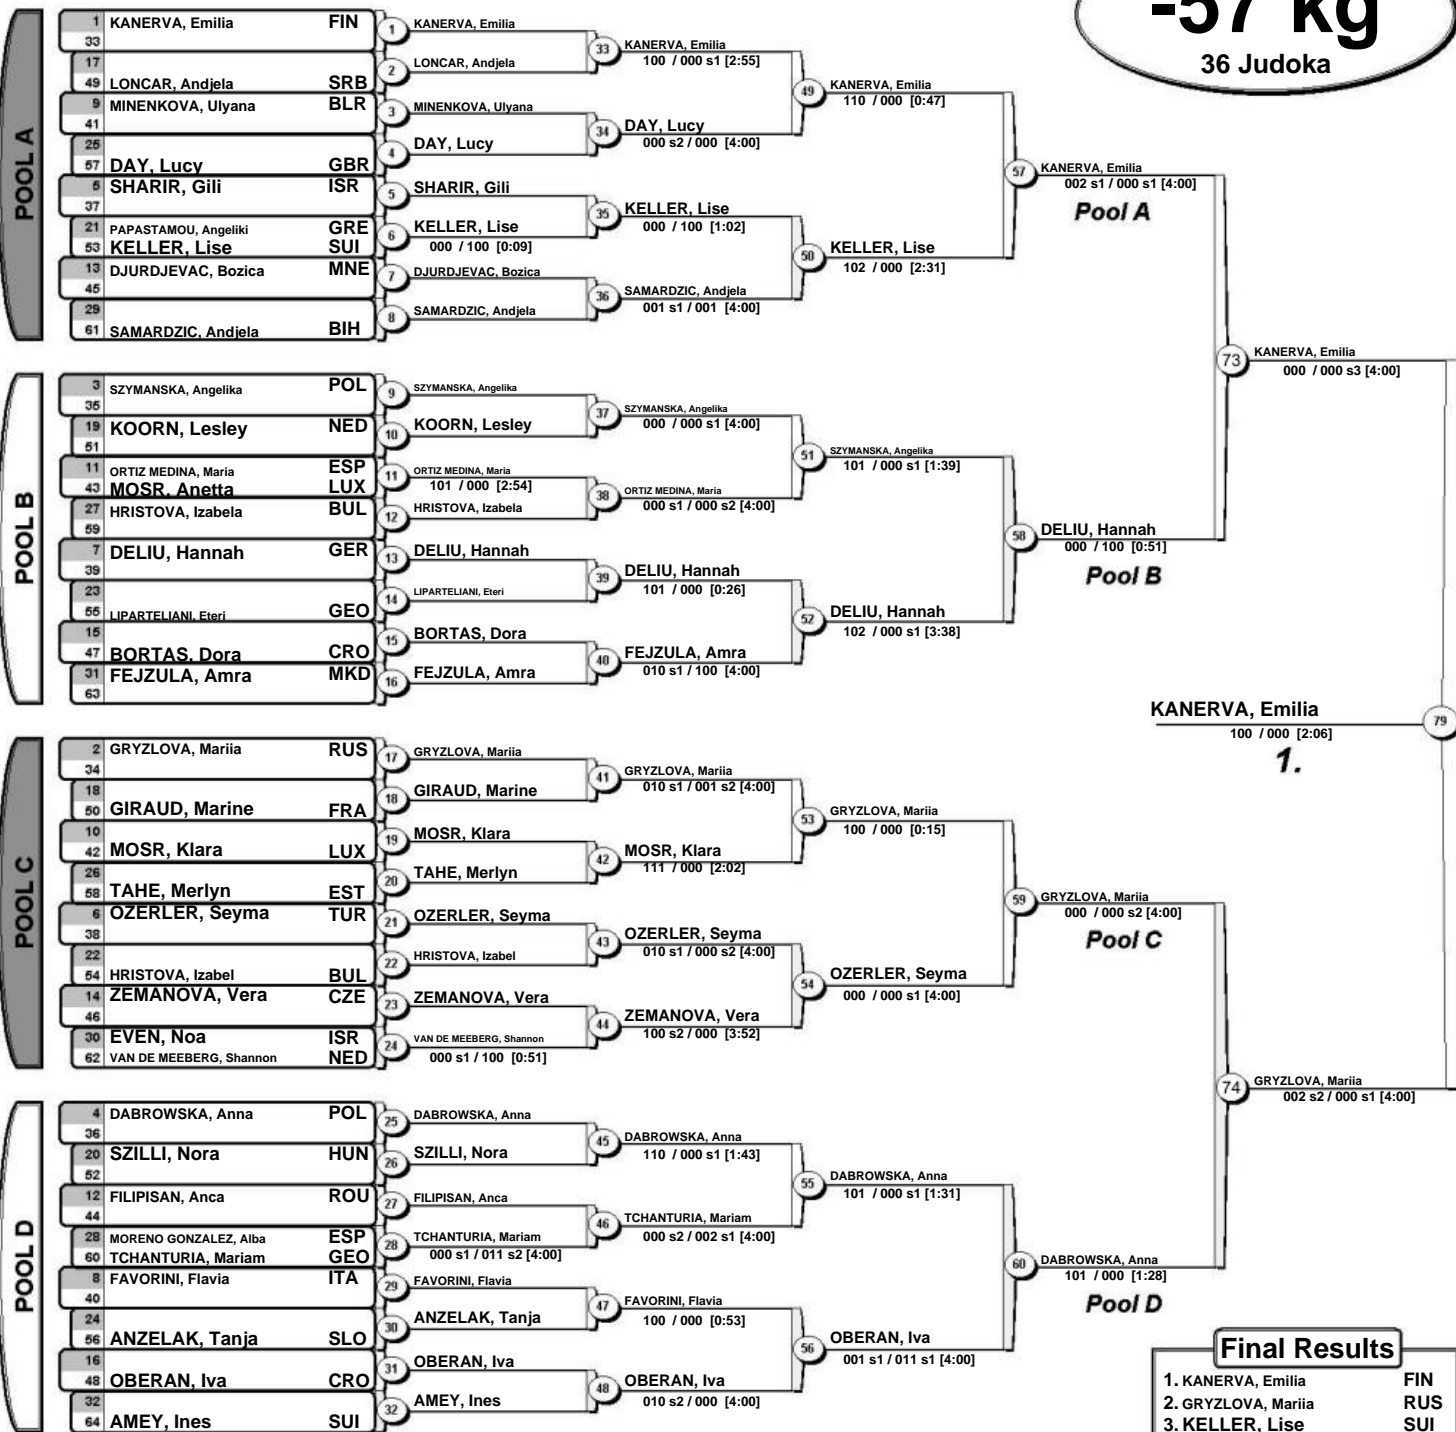 -57 kg
36 Judoka
POOL A
1 KANERVA, Emilia FIN
33
17
49 LONCAR, Andjela SRB
9 MINENKOVA, Ulyana BLR
41
25
57 DAY, Lucy GBR
5 SHARIR, Gili ISR
37
21 PAPASTAMOU, Angeliki GRE
53 KELLER, Lise SUI
13 DJURDJEVAC, Bozica MNE
45
29
61 SAMARDZIC, Andjela BIH
1 KANERVA, Emilia
2 LONCAR, Andjela
3 MINENKOVA, Ulyana
4 DAY, Lucy
5 SHARIR, Gili
6 KELLER, Lise
000 / 100 [0:09]
7 DJURDJEVAC, Bozica
8 SAMARDZIC, Andjela
33 KANERVA, Emilia
100 / 000 s1 [2:55]
34 DAY, Lucy
000 s2 / 000 [4:00]
35 KELLER, Lise
000 / 100 [1:02]
36 SAMARDZIC, Andjela
001 s1 / 001 [4:00]
49 KANERVA, Emilia
110 / 000 [0:47]
50 KELLER, Lise
102 / 000 [2:31]
57 KANERVA, Emilia
002 s1 / 000 s1 [4:00]
Pool A
POOL B
3 SZYMANSKA, Angelika POL
35
19 KOORN, Lesley NED
51
11 ORTIZ MEDINA, Maria ESP
43 MOSR, Anetta LUX
27 HRISTOVA, Izabela BUL
59
7 DELIU, Hannah GER
39
23
55 LIPARTELIANI, Eteri GEO
15
47 BORTAS, Dora CRO
31 FEJZULA, Amra MKD
63
9 SZYMANSKA, Angelika
10 KOORN, Lesley
11 ORTIZ MEDINA, Maria
101 / 000 [2:54]
12 HRISTOVA, Izabela
13 DELIU, Hannah
14 LIPARTELIANI, Eteri
15 BORTAS, Dora
16 FEJZULA, Amra
37 SZYMANSKA, Angelika
000 / 000 s1 [4:00]
38 ORTIZ MEDINA, Maria
000 s1 / 000 s2 [4:00]
39 DELIU, Hannah
101 / 000 [0:26]
40 FEJZULA, Amra
010 s1 / 100 [4:00]
51 SZYMANSKA, Angelika
101 / 000 s1 [1:39]
52 DELIU, Hannah
102 / 000 s1 [3:38]
58 DELIU, Hannah
000 / 100 [0:51]
Pool B
73 KANERVA, Emilia
000 / 000 s3 [4:00]
KANERVA, Emilia 79
100 / 000 [2:06]
1.
POOL C
2 GRYZLOVA, Mariia RUS
34
18
50 GIRAUD, Marine FRA
10
42 MOSR, Klara LUX
26
58 TAHE, Merlyn EST
6 OZERLER, Seyma TUR
38
22
54 HRISTOVA, Izabel BUL
14 ZEMANOVA, Vera CZE
46
30 EVEN, Noa ISR
62 VAN DE MEEBERG, Shannon NED
17 GRYZLOVA, Mariia
18 GIRAUD, Marine
19 MOSR, Klara
20 TAHE, Merlyn
21 OZERLER, Seyma
22 HRISTOVA, Izabel
23 ZEMANOVA, Vera
24 VAN DE MEEBERG, Shannon
000 s1 / 100 [0:51]
41 GRYZLOVA, Mariia
010 s1 / 001 s2 [4:00]
42 MOSR, Klara
111 / 000 [2:02]
43 OZERLER, Seyma
010 s1 / 000 s2 [4:00]
44 ZEMANOVA, Vera
100 s2 / 000 [3:52]
53 GRYZLOVA, Mariia
100 / 000 [0:15]
54 OZERLER, Seyma
000 / 000 s1 [4:00]
59 GRYZLOVA, Mariia
000 / 000 s2 [4:00]
Pool C
POOL D
4 DABROWSKA, Anna POL
36
20 SZILLI, Nora HUN
52
12 FILIPISAN, Anca ROU
44
28 MORENO GONZALEZ, Alba ESP
60 TCHANTURIA, Mariam GEO
8 FAVORINI, Flavia ITA
40
24
56 ANZELAK, Tanja SLO
16
48 OBERAN, Iva CRO
32
64 AMEY, Ines SUI
25 DABROWSKA, Anna
26 SZILLI, Nora
27 FILIPISAN, Anca
28 TCHANTURIA, Mariam
000 s1 / 011 s2 [4:00]
29 FAVORINI, Flavia
30 ANZELAK, Tanja
31 OBERAN, Iva
32 AMEY, Ines
45 DABROWSKA, Anna
110 / 000 s1 [1:43]
46 TCHANTURIA, Mariam
000 s2 / 002 s1 [4:00]
47 FAVORINI, Flavia
100 / 000 [0:53]
48 OBERAN, Iva
010 s2 / 000 [4:00]
55 DABROWSKA, Anna
101 / 000 s1 [1:31]
56 OBERAN, Iva
001 s1 / 011 s1 [4:00]
60 DABROWSKA, Anna
101 / 000 [1:28]
Pool D
74 GRYZLOVA, Mariia
002 s2 / 000 s1 [4:00]
Final Results
1. KANERVA, Emilia FIN
2. GRYZLOVA, Mariia RUS
3. KELLER, Lise SUI